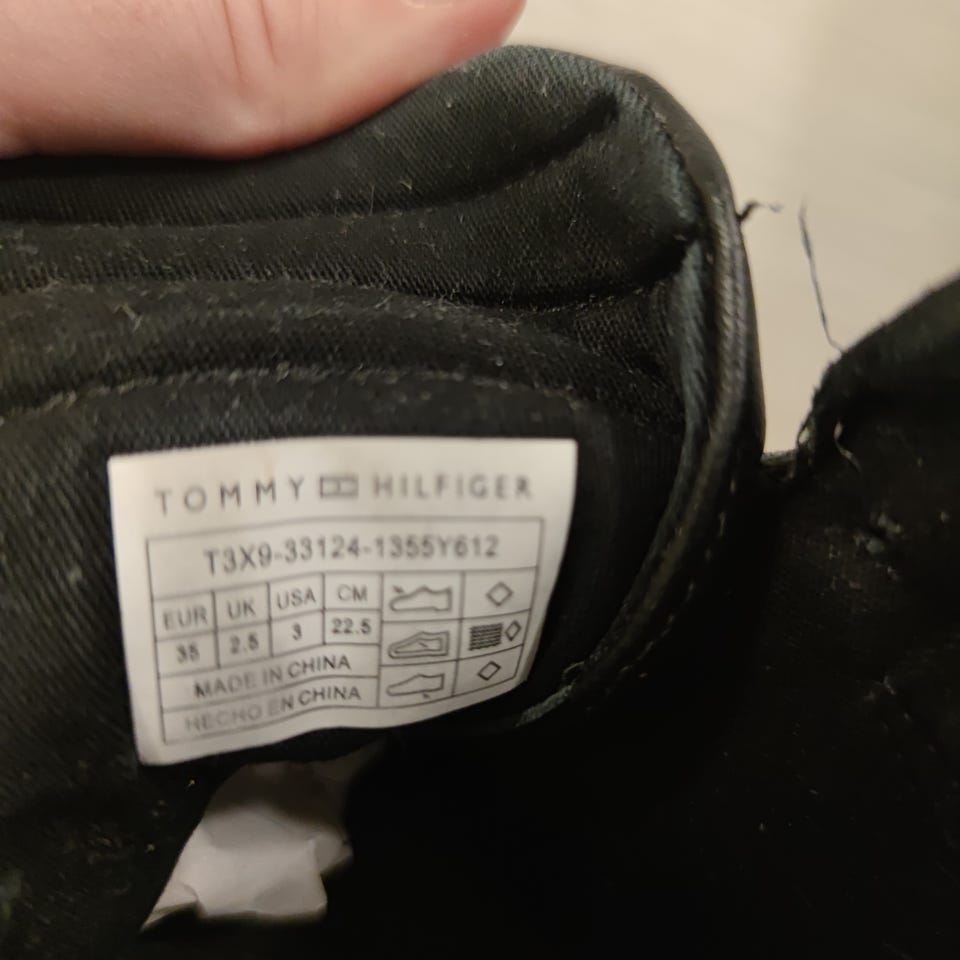 TOMMY HILFIGER
T3X9-33124-1355Y612
EUR UK USA CM
35 2.5 3 22.5
MADE IN CHINA
HECHO EN CHINA